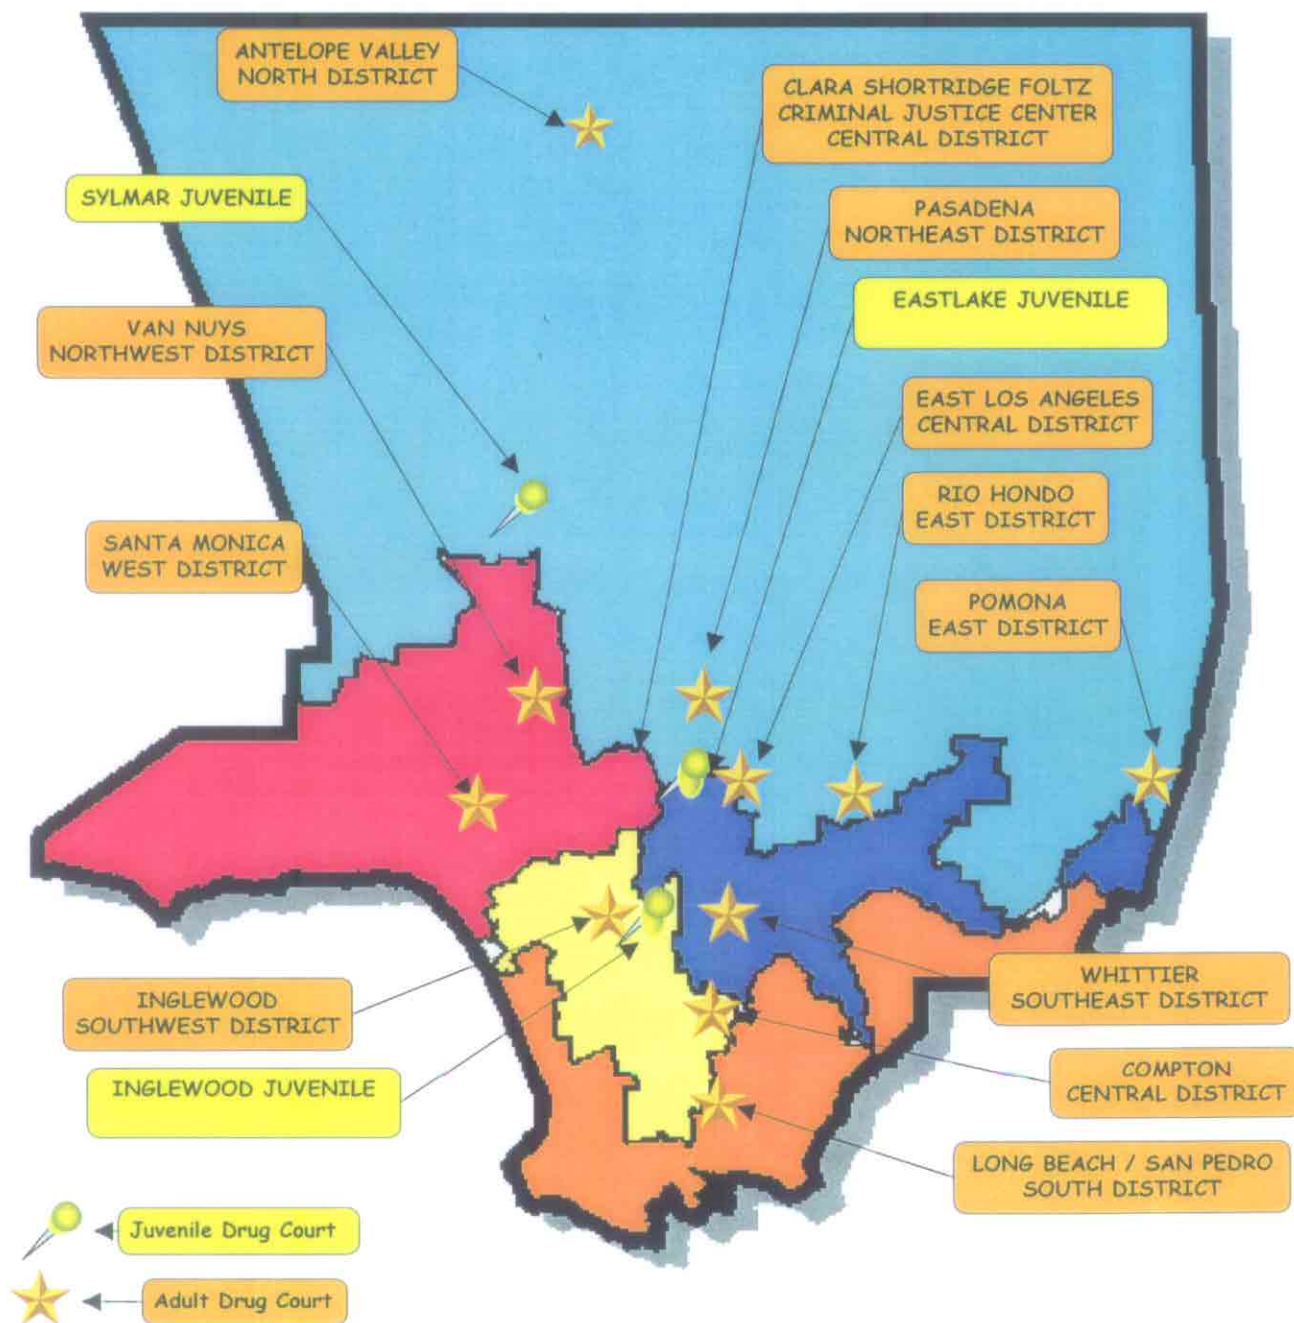 ANTELOPE VALLEY
NORTH DISTRICT
CLARA SHORTRIDGE FOLTZ
CRIMINAL JUSTICE CENTER
CENTRAL DISTRICT
SYLMAR JUVENILE
PASADENA
NORTHEAST DISTRICT
EASTLAKE JUVENILE
VAN NUYS
NORTHWEST DISTRICT
EAST LOS ANGELES
CENTRAL DISTRICT
RIO HONDO
EAST DISTRICT
SANTA MONICA
WEST DISTRICT
POMONA
EAST DISTRICT
INGLEWOOD
SOUTHWEST DISTRICT
WHITTIER
SOUTHEAST DISTRICT
INGLEWOOD JUVENILE
COMPTON
CENTRAL DISTRICT
LONG BEACH / SAN PEDRO
SOUTH DISTRICT
Juvenile Drug Court
Adult Drug Court